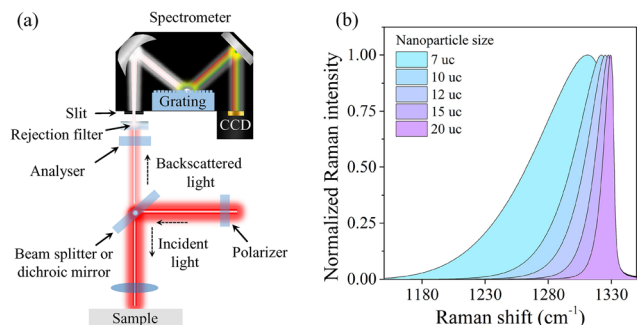 (a)
Spectrometer
Grating
CCD
Slit
Rejection filter
Analyser
Backscattered
light
Beam splitter or
dichroic mirror
Incident
light
Polarizer
Sample
(b)
Normalized Raman intensity
1.00
0.75
0.50
0.25
0.00
Nanoparticle size
7 uc
10 uc
12 uc
15 uc
20 uc
1180
1230
1280
1330
Raman shift (cm⁻¹)